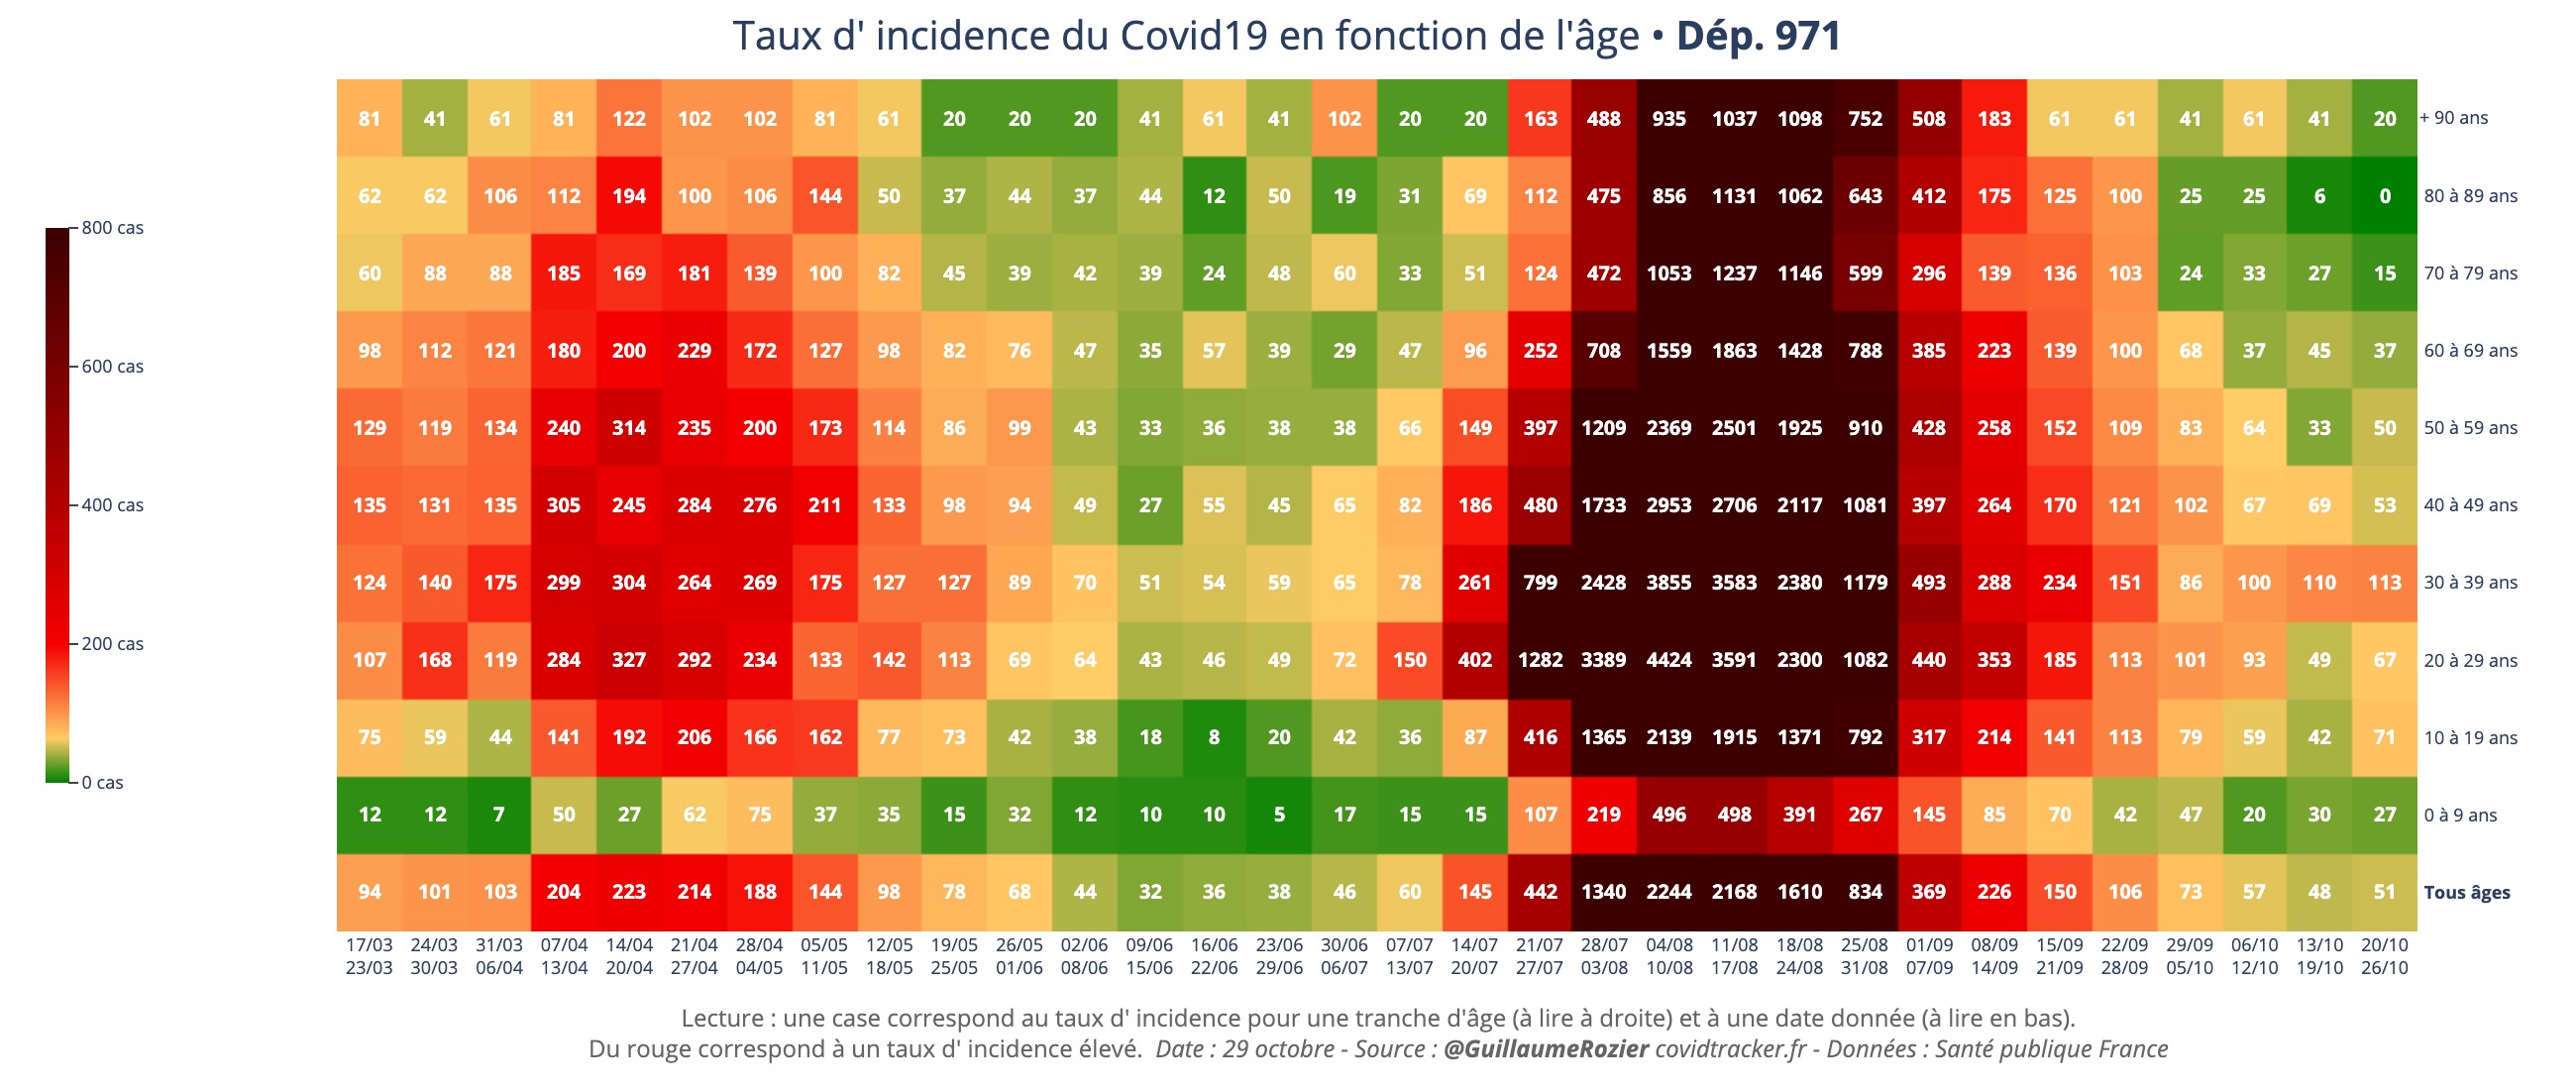 Taux d' incidence du Covid19 en fonction de l'âge • Dép. 971
81 41 61 81 122 102 102 81 61 20 20 20 41 61 41 102 20 20 163 488 935 1037 1098 752 508 183 61 61 41 61 41 20 + 90 ans
62 62 106 112 194 100 106 144 50 37 44 37 44 12 50 19 31 69 112 475 856 1131 1062 643 412 175 125 100 25 25 6 0 80 à 89 ans
800 cas
60 88 88 185 169 181 139 100 82 45 39 42 39 24 48 60 33 51 124 472 1053 1237 1146 599 296 139 136 103 24 33 27 15 70 à 79 ans
98 112 121 180 200 229 172 127 98 82 76 47 35 57 39 29 47 96 252 708 1559 1863 1428 788 385 223 139 100 68 37 45 37 60 à 69 ans
600 cas
129 119 134 240 314 235 200 173 114 86 99 43 33 36 38 38 66 149 397 1209 2369 2501 1925 910 428 258 152 109 83 64 33 50 50 à 59 ans
400 cas
135 131 135 305 245 284 276 211 133 98 94 49 27 55 45 65 82 186 480 1733 2953 2706 2117 1081 397 264 170 121 102 67 69 53 40 à 49 ans
124 140 175 299 304 264 269 175 127 127 89 70 51 54 59 65 78 261 799 2428 3855 3583 2380 1179 493 288 234 151 86 100 110 113 30 à 39 ans
200 cas
107 168 119 284 327 292 234 133 142 113 69 64 43 46 49 72 150 402 1282 3389 4424 3591 2300 1082 440 353 185 113 101 93 49 67 20 à 29 ans
75 59 44 141 192 206 166 162 77 73 42 38 18 8 20 42 36 87 416 1365 2139 1915 1371 792 317 214 141 113 79 59 42 71 10 à 19 ans
0 cas
12 12 7 50 27 62 75 37 35 15 32 12 10 10 5 17 15 15 107 219 496 498 391 267 145 85 70 42 47 20 30 27 0 à 9 ans
94 101 103 204 223 214 188 144 98 78 68 44 32 36 38 46 60 145 442 1340 2244 2168 1610 834 369 226 150 106 73 57 48 51 Tous âges
17/03 24/03 31/03 07/04 14/04 21/04 28/04 05/05 12/05 19/05 26/05 02/06 09/06 16/06 23/06 30/06 07/07 14/07 21/07 28/07 04/08 11/08 18/08 25/08 01/09 08/09 15/09 22/09 29/09 06/10 13/10 20/10
23/03 30/03 06/04 13/04 20/04 27/04 04/05 11/05 18/05 25/05 01/06 08/06 15/06 22/06 29/06 06/07 13/07 20/07 27/07 03/08 10/08 17/08 24/08 31/08 07/09 14/09 21/09 28/09 05/10 12/10 19/10 26/10
Lecture : une case correspond au taux d' incidence pour une tranche d'âge (à lire à droite) et à une date donnée (à lire en bas).
Du rouge correspond à un taux d' incidence élevé. Date : 29 octobre - Source : @GuillaumeRozier covidtracker.fr - Données : Santé publique France